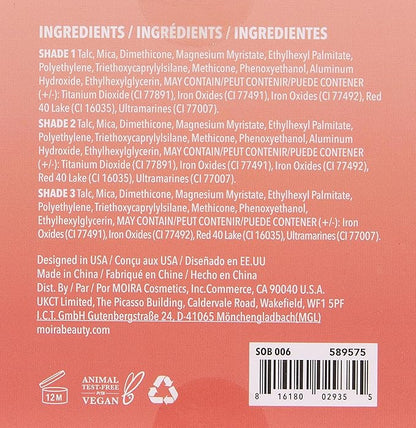 INGREDIENTS / INGRÉDIENTS / INGREDIENTES
SHADE 1 Talc, Mica, Dimethicone, Magnesium Myristate, Ethylhexyl Palmitate,
Polyethylene, Triethoxycaprylylsilane, Methicone, Phenoxyethanol, Aluminum
Hydroxide, Ethylhexylglycerin, MAY CONTAIN/PEUT CONTENIR/PUEDE CONTENER
(+/-): Titanium Dioxide (CI 77891), Iron Oxides (CI 77491), Iron Oxides (CI 77492), Red
40 Lake (CI 16035), Ultramarines (CI 77007).
SHADE 2 Talc, Mica, Dimethicone, Magnesium Myristate, Ethylhexyl Palmitate,
Polyethylene, Triethoxycaprylylsilane, Methicone, Phenoxyethanol,
Ethylhexylglycerin, MAY CONTAIN/PEUT CONTENIR/PUEDE CONTENER
(+/-): Titanium Dioxide (CI 77891), Iron Oxides (CI 77491), Iron Oxides (CI 77492),
Red 40 Lake (CI 16035), Ultramarines (CI 77007).
SHADE 3 Talc, Mica, Dimethicone, Magnesium Myristate, Ethylhexyl Palmitate,
Polyethylene, Triethoxycaprylylsilane, Methicone, Phenoxyethanol,
Ethylhexylglycerin, MAY CONTAIN/PEUT CONTENIR/PUEDE CONTENER (+/-): Iron
Oxides (CI 77491), Iron Oxides (CI 77492), Red 40 Lake (CI 16035), Ultramarines (CI 77007).
Designed in USA / Conçu aux USA / Diseñado en EE.UU
Made in China / Fabriqué en Chine / Hecho en China
Dist. By / Par / Por MOIRA Cosmetics, Inc.Commerce, CA 90040 U.S.A.
UKCT Limited, The Picasso Building, Caldervale Road, Wakefield, WF1 5PF
I.C.T. GmbH Gutenbergstraße 24, D-41065 Mönchengladbach(MGL)
moirabeauty.com
SOB 006 589575
12M
ANIMAL
TEST-FREE
FOR
VEGAN
8 16180 02935 5